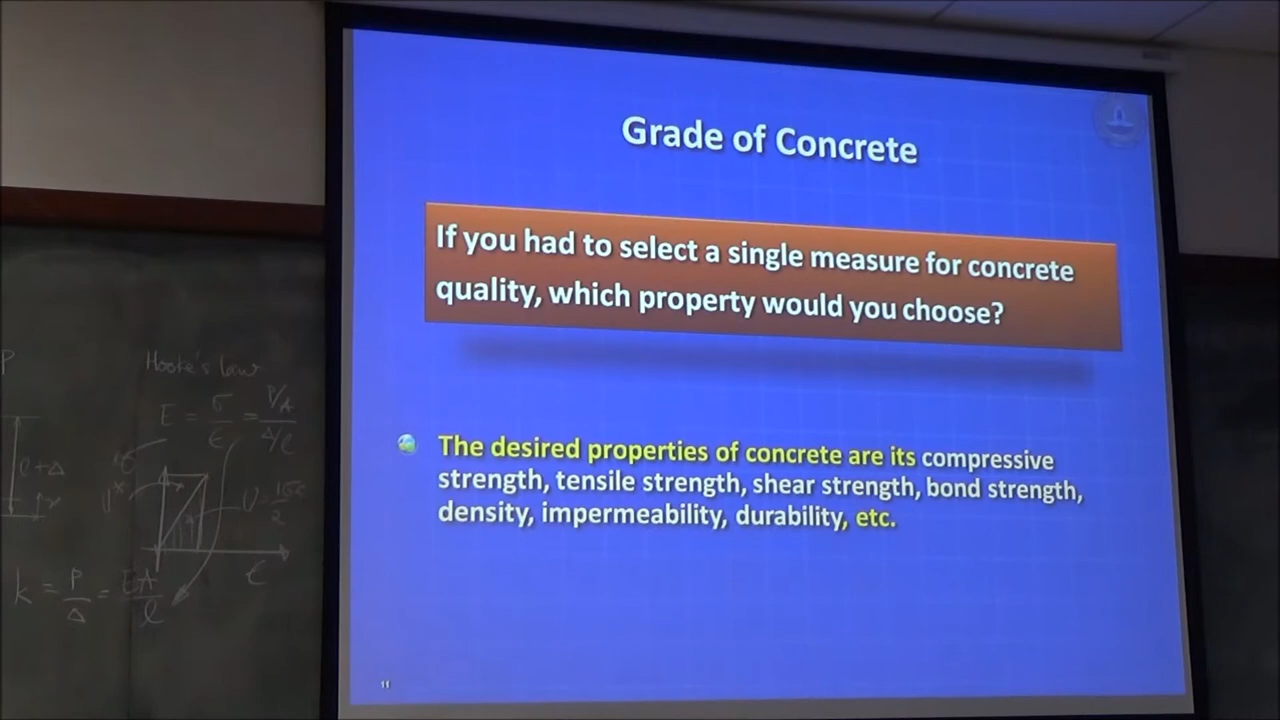 Grade of Concrete
If you had to select a single measure for concrete
quality, which property would you choose?
The desired properties of concrete are its compressive
strength, tensile strength, shear strength, bond strength,
density, impermeability, durability, etc.
11
P
Hooke's law
E = σ/ε = P/A / Δ/l
l + Δ
k = P/Δ = EA/l
ε